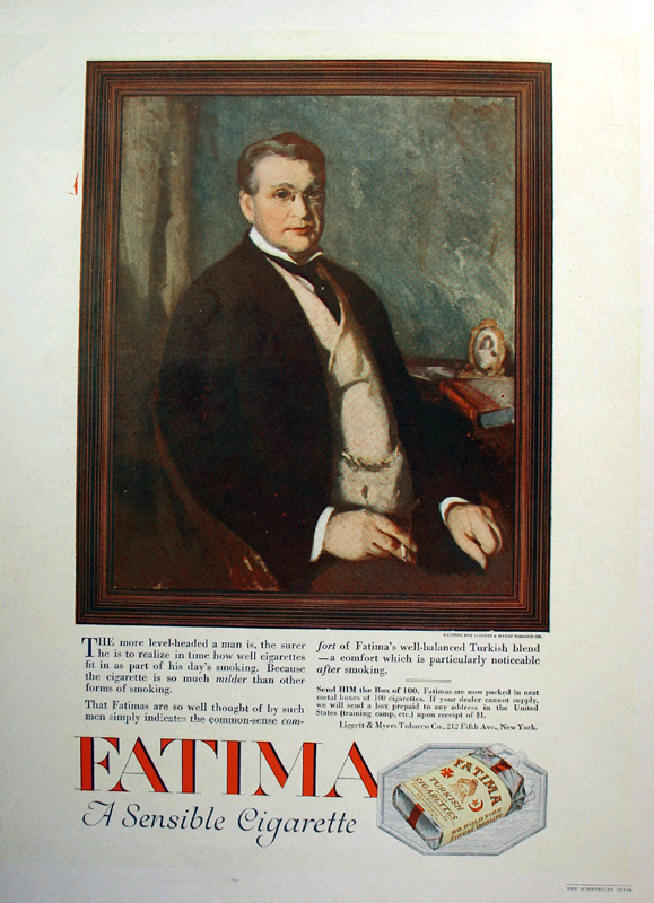 PAINTED FOR LIGGETT & MYERS TOBACCO CO.
THE more level-headed a man is, the surer
he is to realize in time how well cigarettes
fit in as part of his day's smoking. Because
the cigarette is so much milder than other
forms of smoking.
That Fatimas are so well thought of by such
men simply indicates the common-sense com-
fort of Fatima's well-balanced Turkish blend
—a comfort which is particularly noticeable
after smoking.
Send HIM the Box of 100. Fatimas are now packed in neat
metal boxes of 100 cigarettes. If your dealer cannot supply,
we will send a box prepaid to any address in the United
States (training camp, etc.) upon receipt of $1.
Liggett & Myers Tobacco Co., 212 Fifth Ave., New York.
FATIMA
A Sensible Cigarette
FATIMA
TURKISH
CIGARETTES